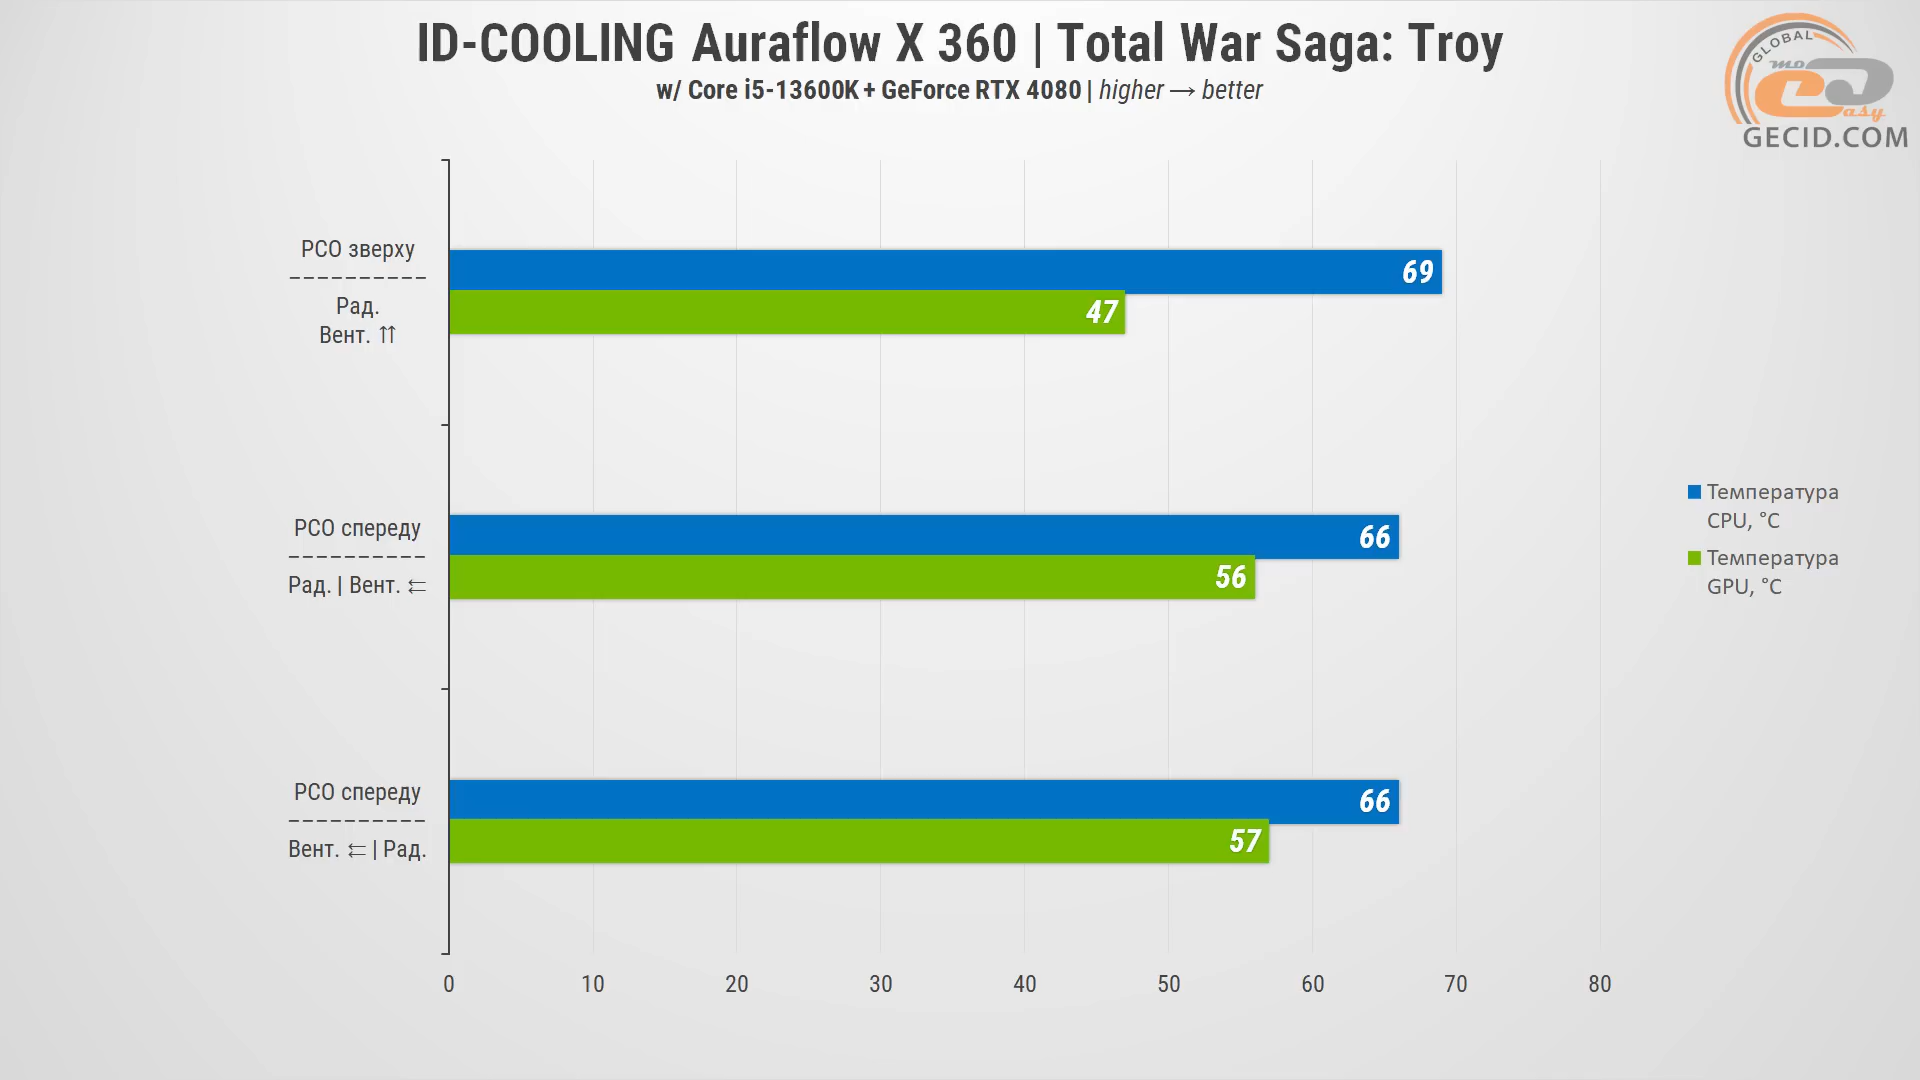 ID-COOLING Auraflow X 360 | Total War Saga: Troy
w/ Core i5-13600K + GeForce RTX 4080 | higher → better
GLOBAL
mo
asy
GECID.COM
РСО зверху
----------
Рад.
Вент. ⇈
69
47
РСО спереду
----------
Рад. | Вент. ⇇
66
56
РСО спереду
----------
Вент. ⇇ | Рад.
66
57
Температура
CPU, °C
Температура
GPU, °C
0 10 20 30 40 50 60 70 80